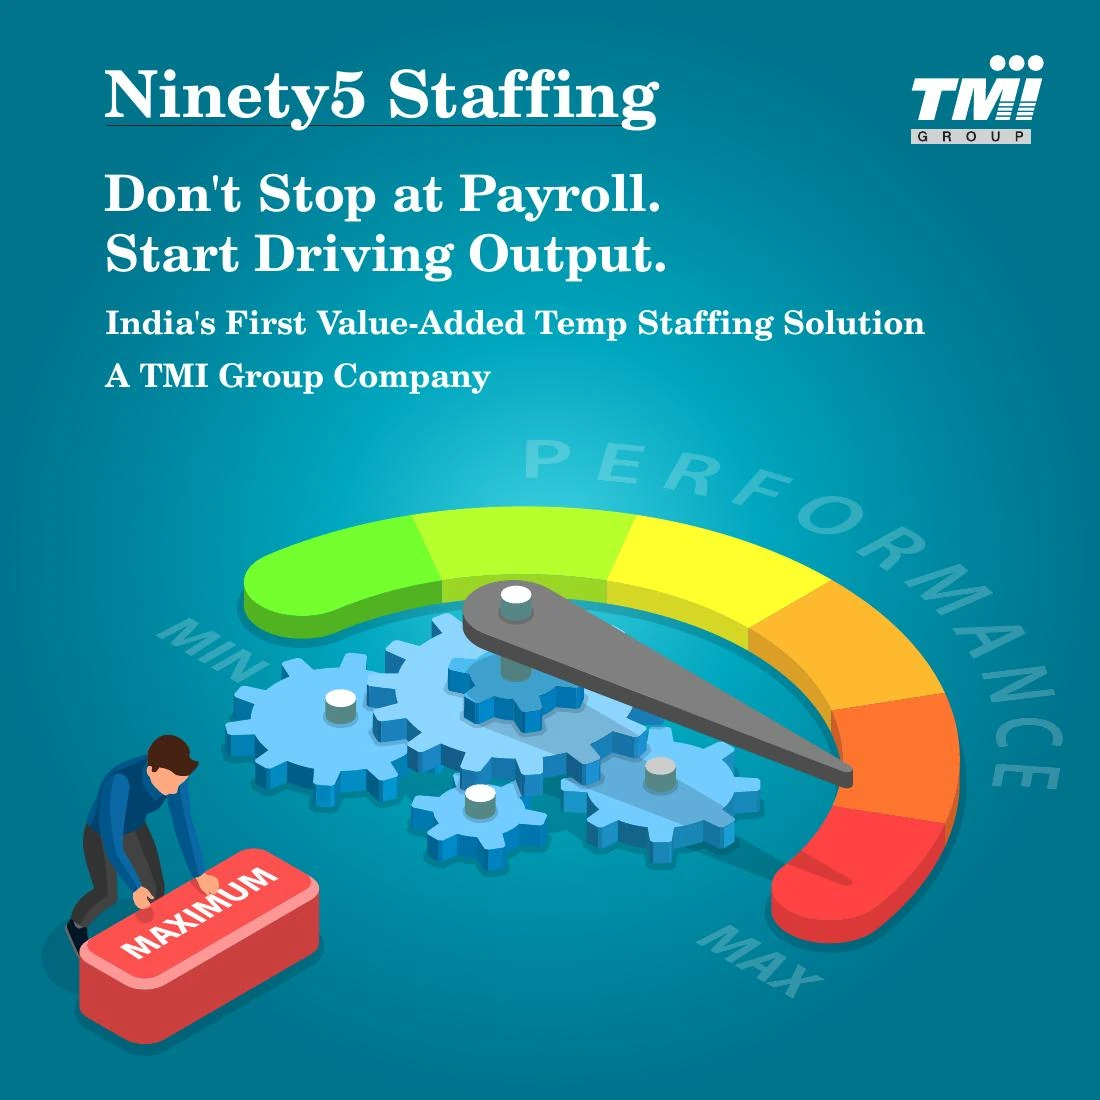 Ninety5 Staffing
TMI
GROUP
Don't Stop at Payroll.
Start Driving Output.
India's First Value-Added Temp Staffing Solution
A TMI Group Company
PERFORMANCE
MIN
MAXIMUM
MAX